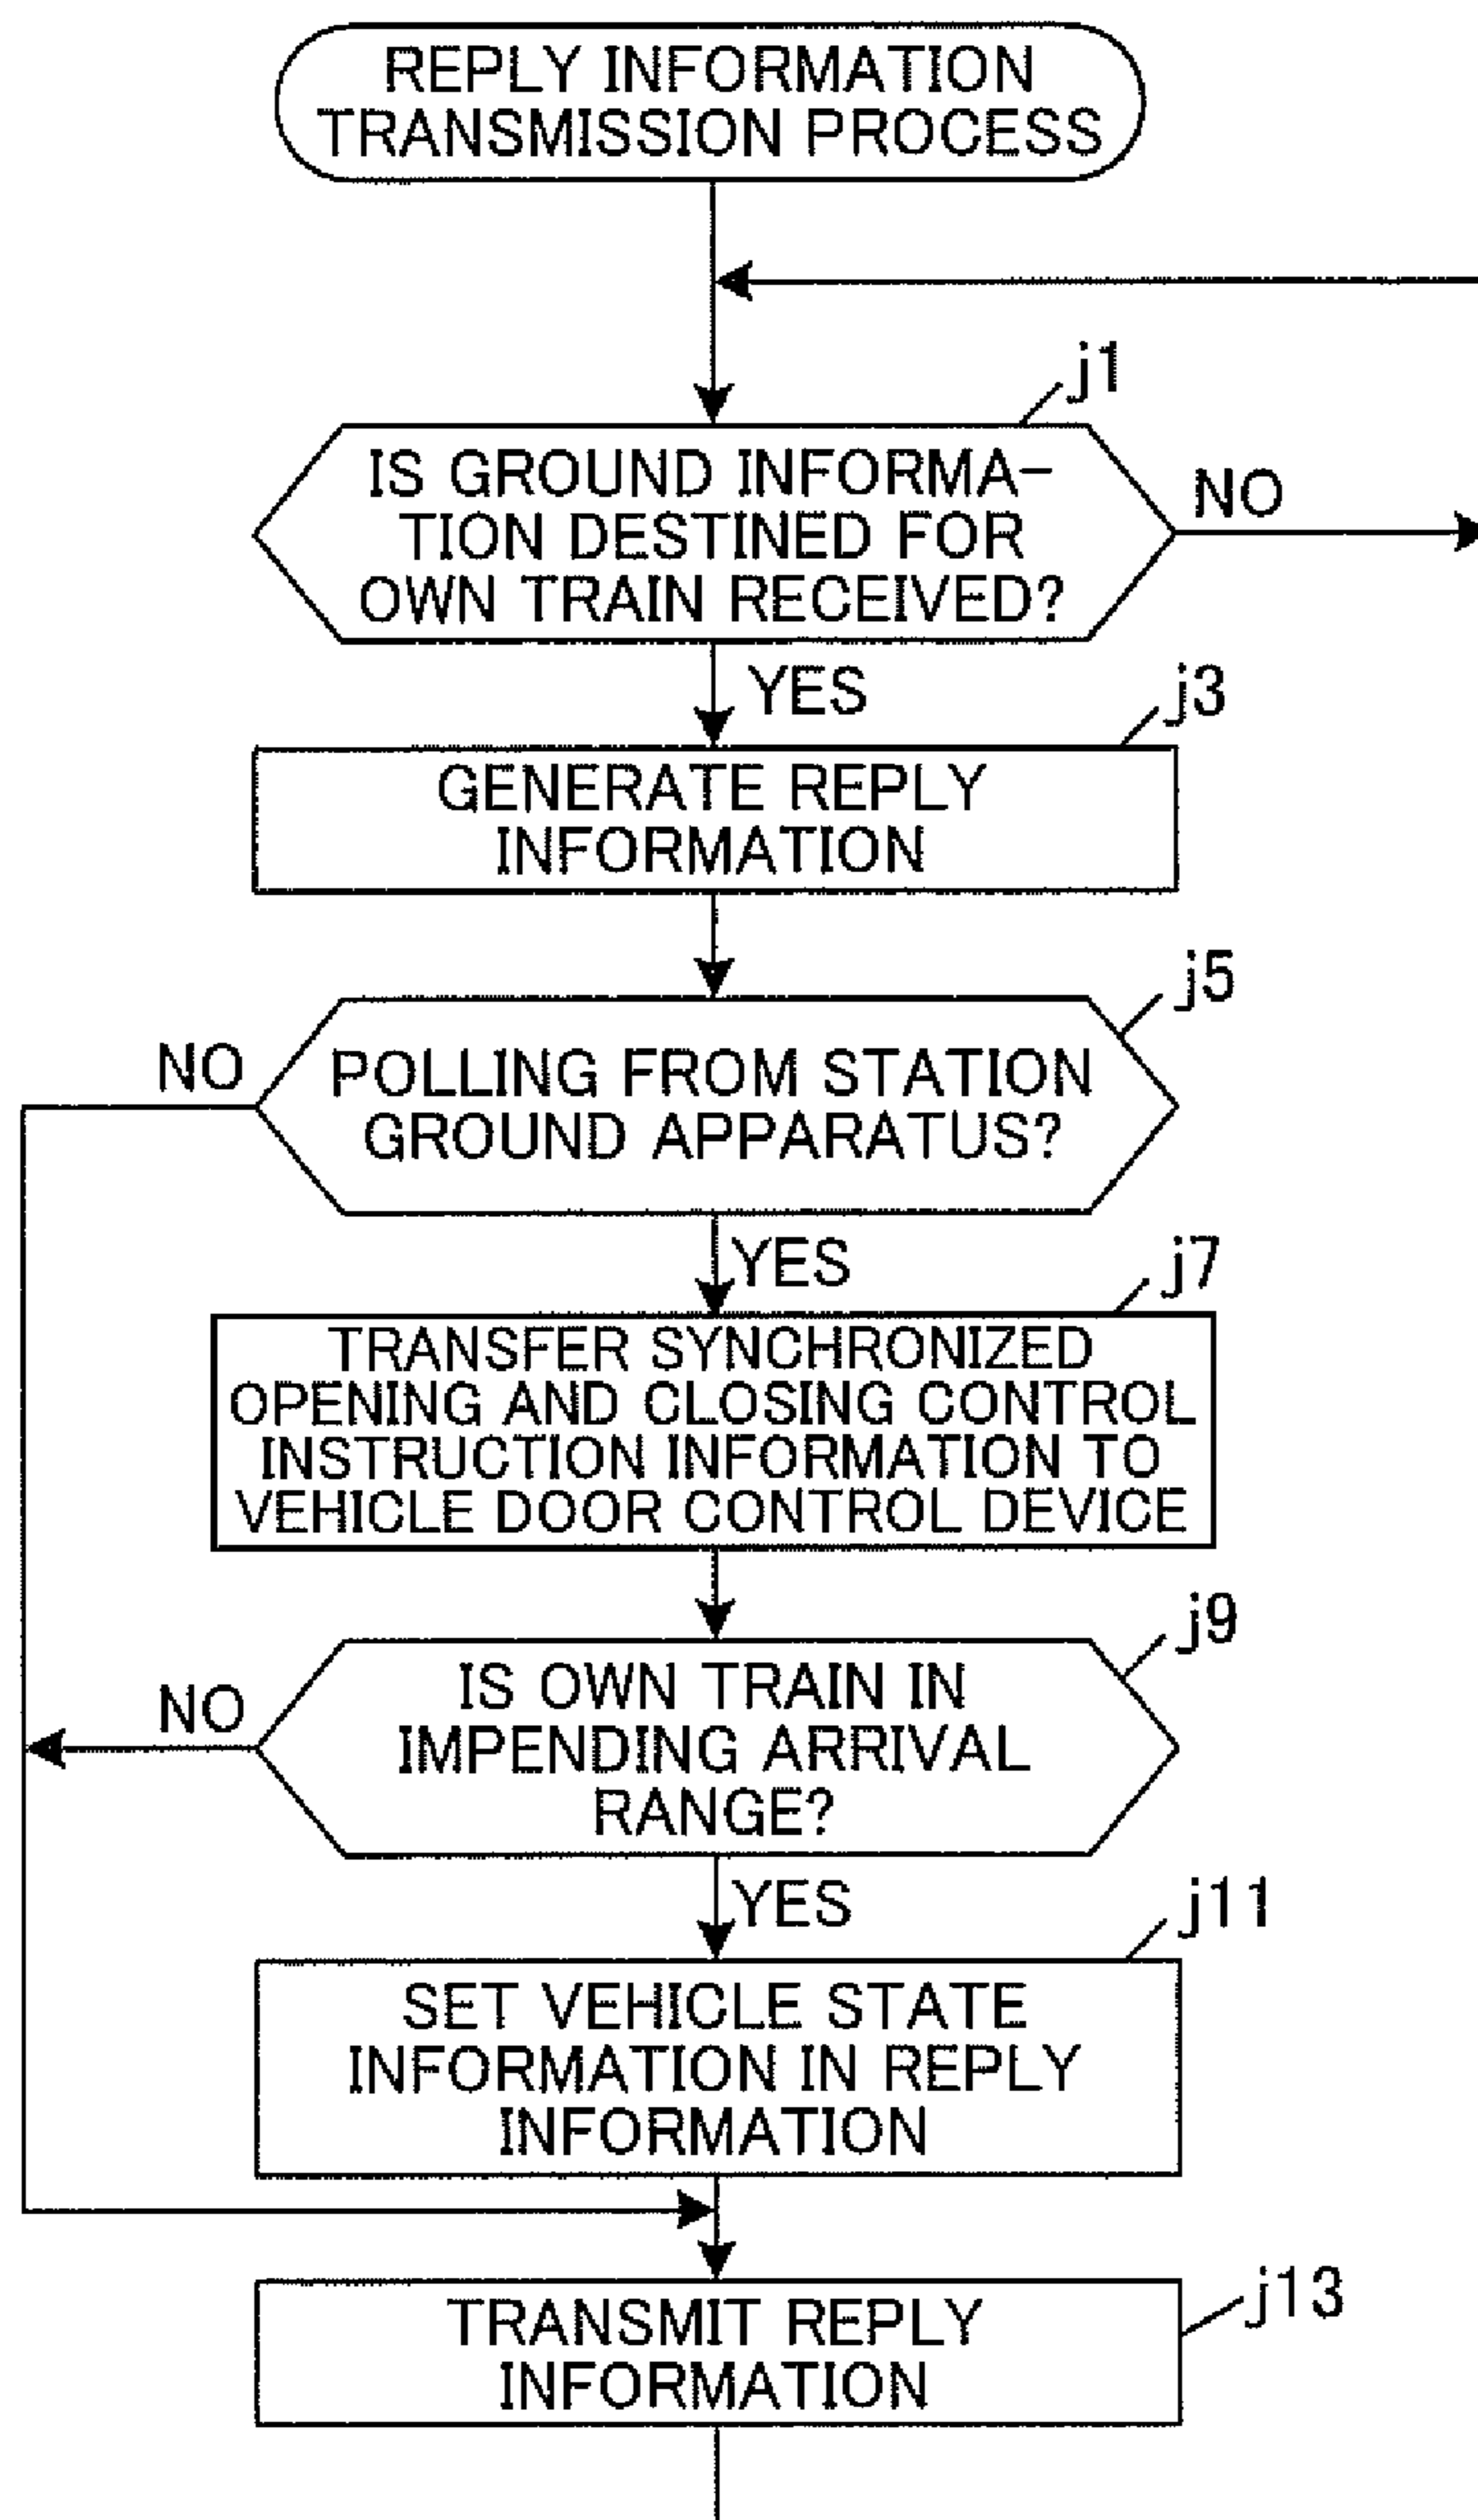 REPLY INFORMATION
TRANSMISSION PROCESS
j1
IS GROUND INFORMA-
TION DESTINED FOR
OWN TRAIN RECEIVED?
NO
YES
j3
GENERATE REPLY
INFORMATION
j5
NO
POLLING FROM STATION
GROUND APPARATUS?
YES
j7
TRANSFER SYNCHRONIZED
OPENING AND CLOSING CONTROL
INSTRUCTION INFORMATION TO
VEHICLE DOOR CONTROL DEVICE
j9
NO
IS OWN TRAIN IN
IMPENDING ARRIVAL
RANGE?
YES
j11
SET VEHICLE STATE
INFORMATION IN REPLY
INFORMATION
j13
TRANSMIT REPLY
INFORMATION